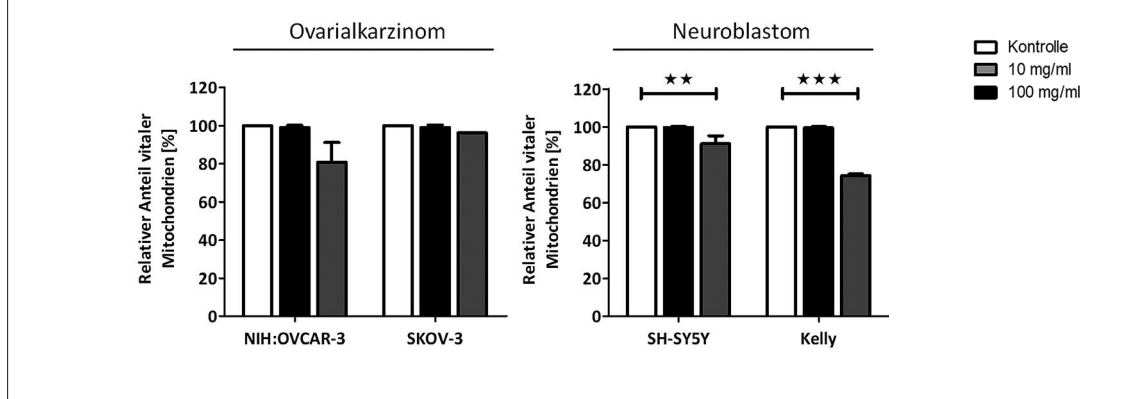 Ovarialkarzinom
Neuroblastom
Kontrolle
10 mg/ml
100 mg/ml
Relativer Anteil vitaler
Mitochondrien [%]
120
100
80
60
40
20
0
NIH:OVCAR-3
SKOV-3
Relativer Anteil vitaler
Mitochondrien [%]
120
100
80
60
40
20
0
★★
★★★
SH-SY5Y
Kelly